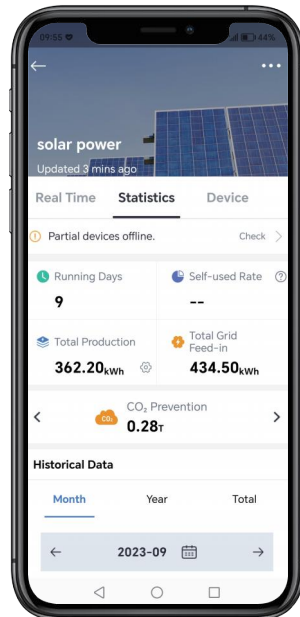 09:55
44%
solar power
Updated 3 mins ago
Real Time Statistics Device
Partial devices offline. Check
Running Days Self-used Rate
9 --
Total Production Total Grid Feed-in
362.20kWh 434.50kWh
CO₂ Prevention
CO₂
0.28T
Historical Data
Month Year Total
2023-09